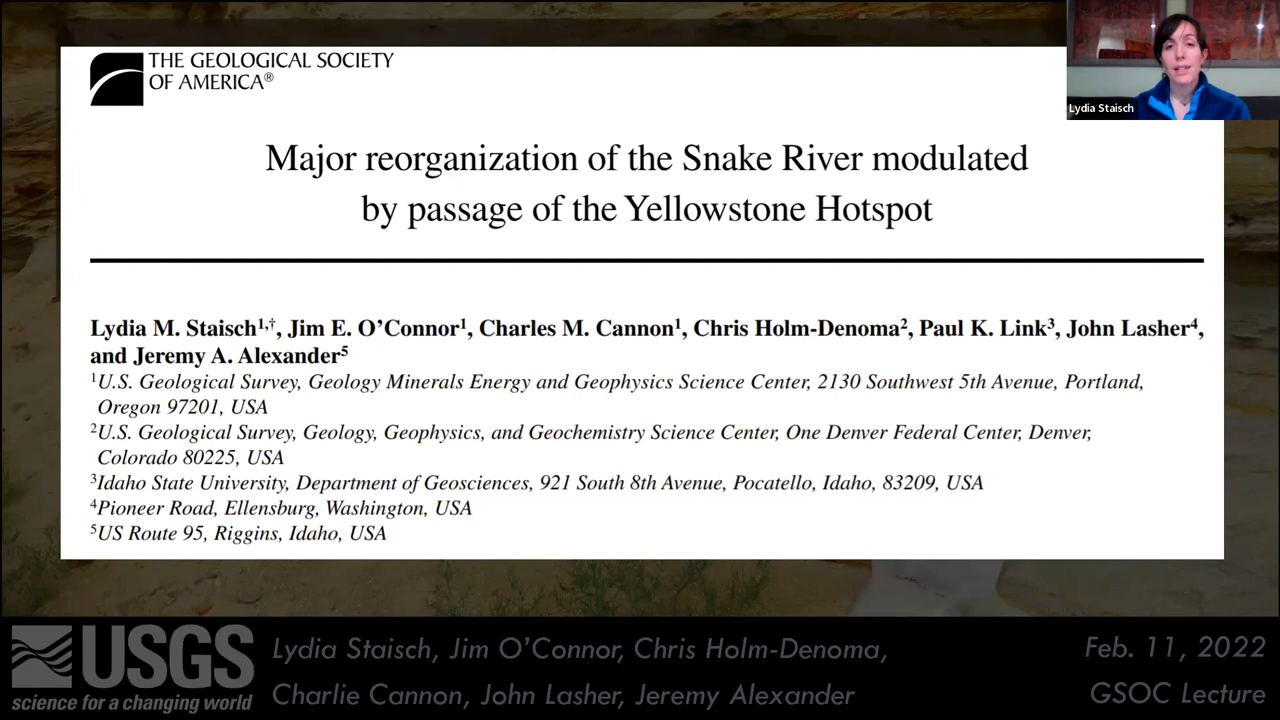 THE GEOLOGICAL SOCIETY
OF AMERICA®
Lydia Staisch
Major reorganization of the Snake River modulated
by passage of the Yellowstone Hotspot
Lydia M. Staisch¹,†, Jim E. O’Connor¹, Charles M. Cannon¹, Chris Holm-Denoma², Paul K. Link³, John Lasher⁴,
and Jeremy A. Alexander⁵
¹U.S. Geological Survey, Geology Minerals Energy and Geophysics Science Center, 2130 Southwest 5th Avenue, Portland,
Oregon 97201, USA
²U.S. Geological Survey, Geology, Geophysics, and Geochemistry Science Center, One Denver Federal Center, Denver,
Colorado 80225, USA
³Idaho State University, Department of Geosciences, 921 South 8th Avenue, Pocatello, Idaho, 83209, USA
⁴Pioneer Road, Ellensburg, Washington, USA
⁵US Route 95, Riggins, Idaho, USA
USGS
science for a changing world
Lydia Staisch, Jim O’Connor, Chris Holm-Denoma,
Charlie Cannon, John Lasher, Jeremy Alexander
Feb. 11, 2022
GSOC Lecture